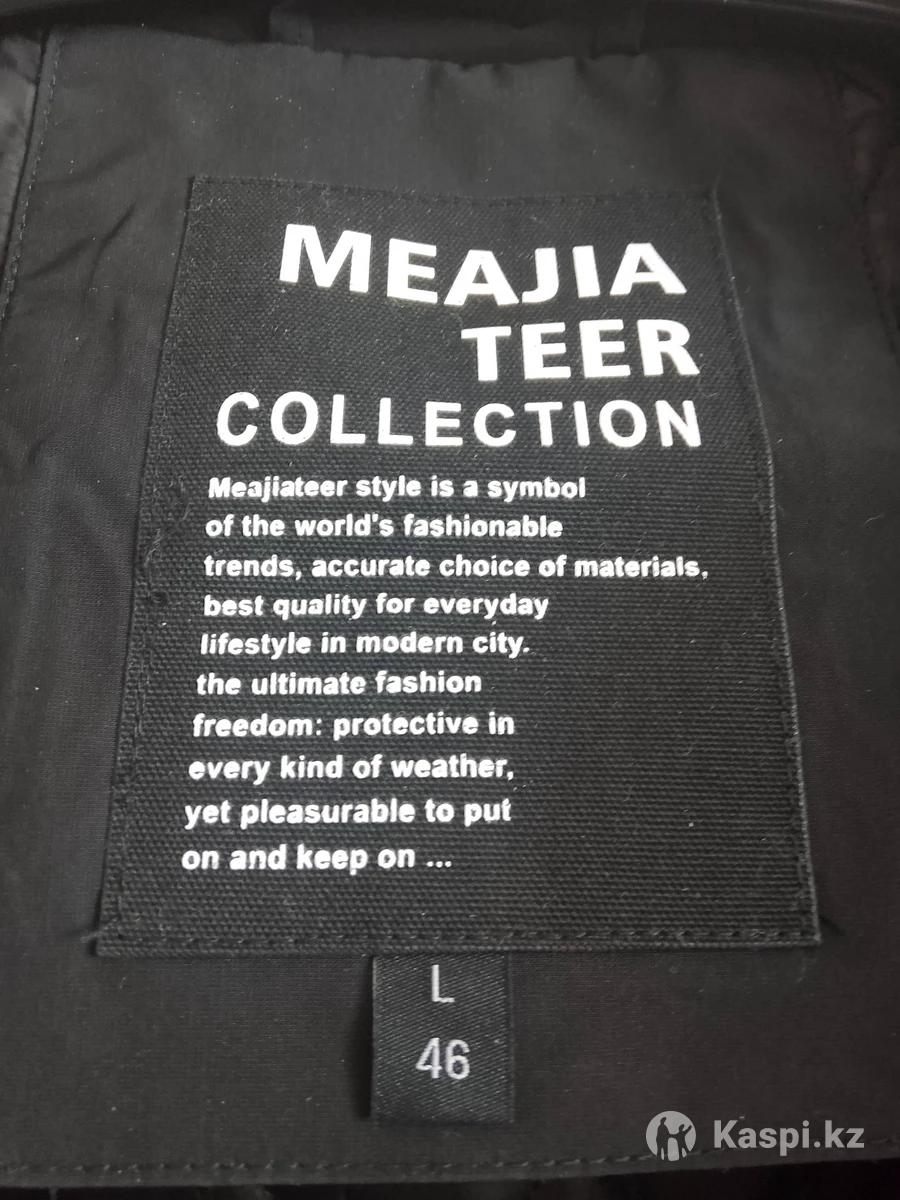 MEAJIA
TEER
COLLECTION
Meajiateer style is a symbol
of the world's fashionable
trends, accurate choice of materials,
best quality for everyday
lifestyle in modern city.
the ultimate fashion
freedom: protective in
every kind of weather,
yet pleasurable to put
on and keep on ...
L
46
Kaspi.kz